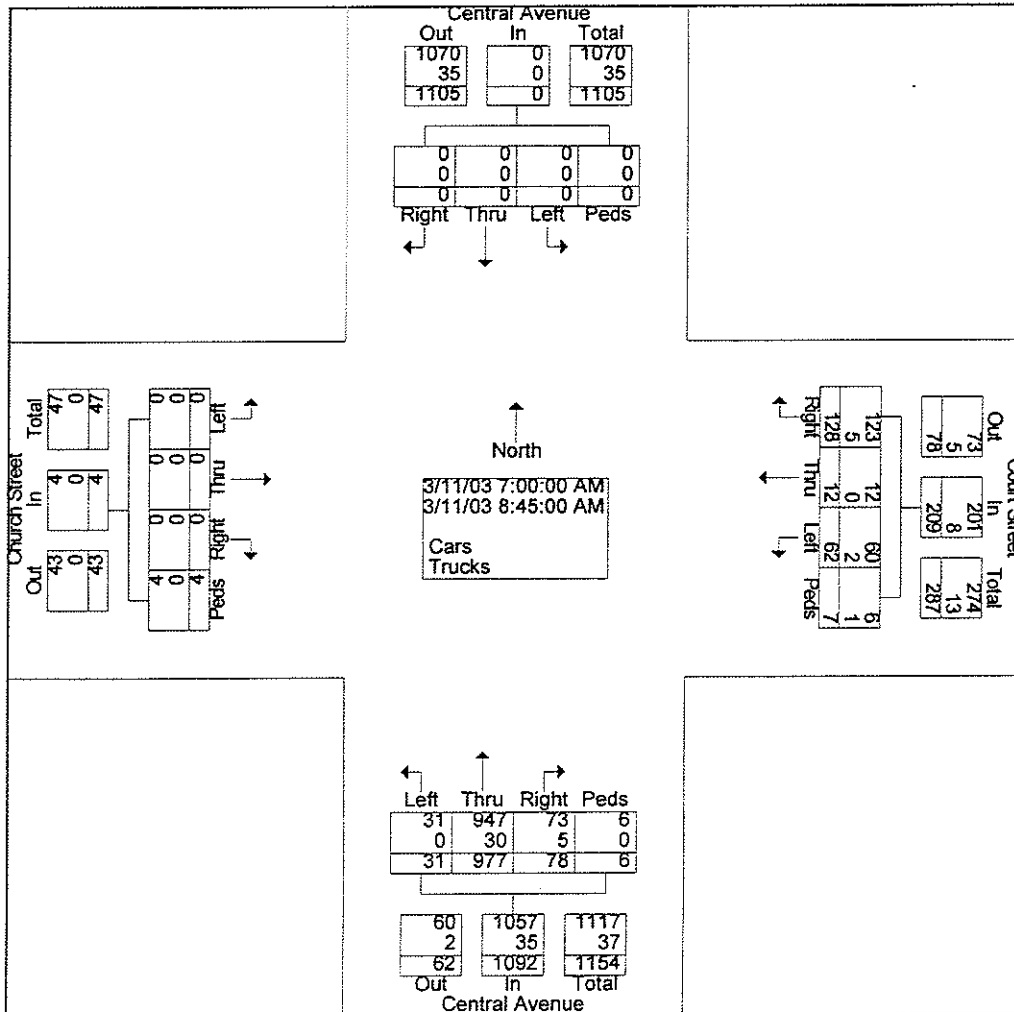 Central Avenue
Out In Total
1070 0 1070
35 0 35
1105 0 1105
0 0 0 0
0 0 0 0
0 0 0 0
Right Thru Left Peds
Church Street
Total In Out
47 4 43
0 0 0
47 4 43
0 0 0 4
0 0 0 0
0 0 0 4
Left Thru Right Peds
North
3/11/03 7:00:00 AM
3/11/03 8:45:00 AM
Cars
Trucks
Right Thru Left Peds
123 12 60 6
5 0 2 1
128 12 62 7
Out In Total
73 201 274
5 8 13
78 209 287
Court Street
Left Thru Right Peds
31 947 73 6
0 30 5 0
31 977 78 6
60 1057 1117
2 35 37
62 1092 1154
Out In Total
Central Avenue